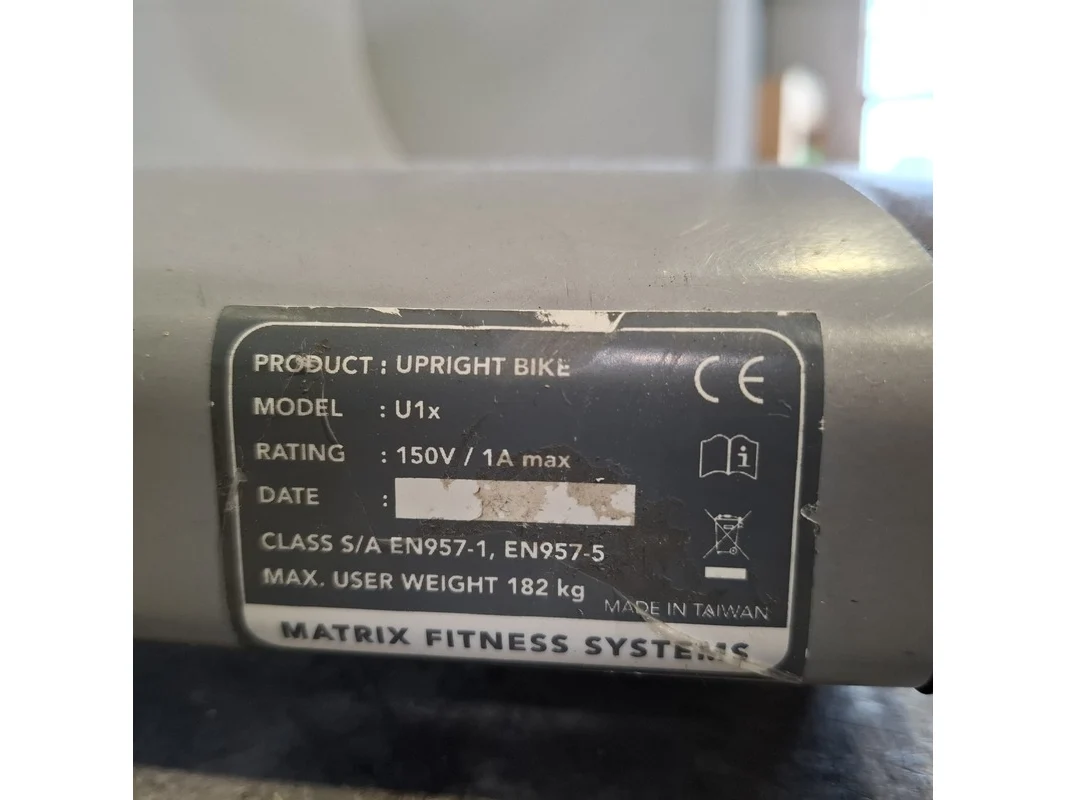 PRODUCT : UPRIGHT BIKE
MODEL : U1x
RATING : 150V / 1A max
DATE :
CLASS S/A EN957-1, EN957-5
MAX. USER WEIGHT 182 kg
MADE IN TAIWAN
MATRIX FITNESS SYSTEMS
CE
i